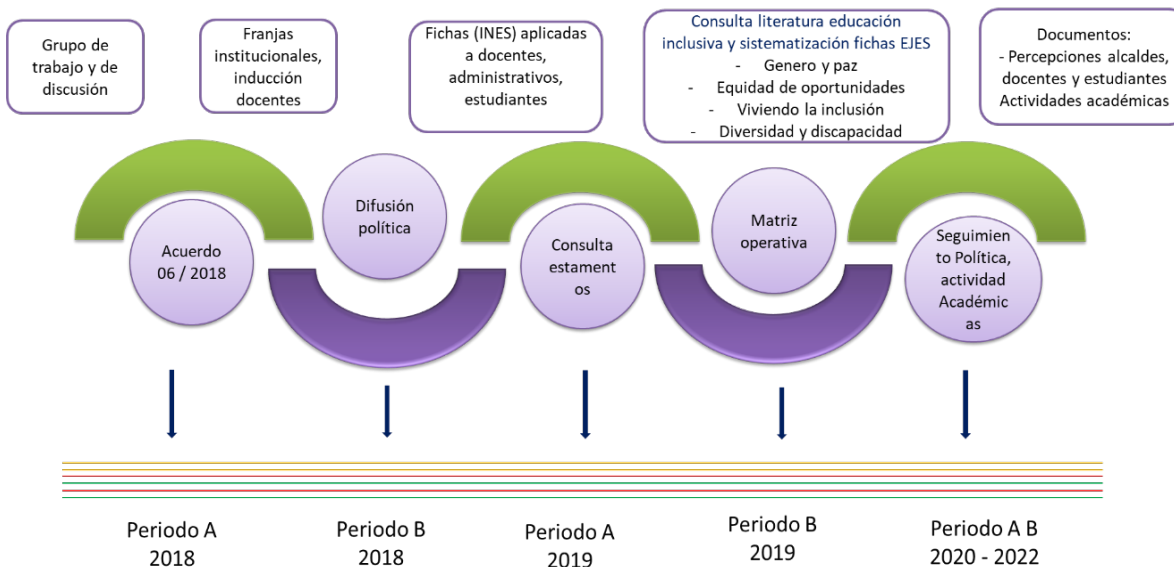 Grupo de
trabajo y de
discusión
Franjas
institucionales,
inducción
docentes
Fichas (INES) aplicadas
a docentes,
administrativos,
estudiantes
Consulta literatura educación
inclusiva y sistematización fichas EJES
- Genero y paz
- Equidad de oportunidades
- Viviendo la inclusión
- Diversidad y discapacidad
Documentos:
- Percepciones alcaldes,
docentes y estudiantes
Actividades académicas
Acuerdo
06 / 2018
Difusión
política
Consulta
estament
os
Matriz
operativa
Seguimien
to Política,
actividad
Académic
as
Periodo A
2018
Periodo B
2018
Periodo A
2019
Periodo B
2019
Periodo A B
2020 - 2022